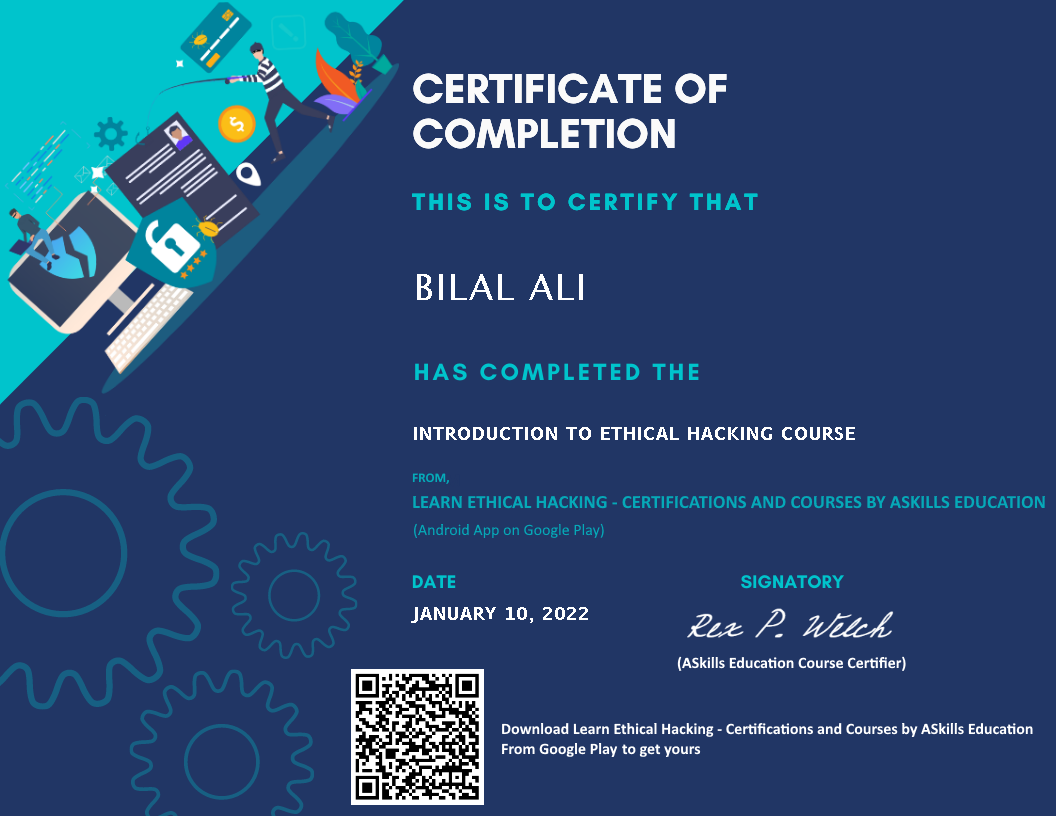 CERTIFICATE OF
COMPLETION
THIS IS TO CERTIFY THAT
BILAL ALI
HAS COMPLETED THE
INTRODUCTION TO ETHICAL HACKING COURSE
FROM,
LEARN ETHICAL HACKING - CERTIFICATIONS AND COURSES BY ASKILLS EDUCATION
(Android App on Google Play)
DATE
SIGNATORY
JANUARY 10, 2022
Rex P. Welch
(ASkills Education Course Certifier)
Download Learn Ethical Hacking - Certifications and Courses by ASkills Education
From Google Play to get yours